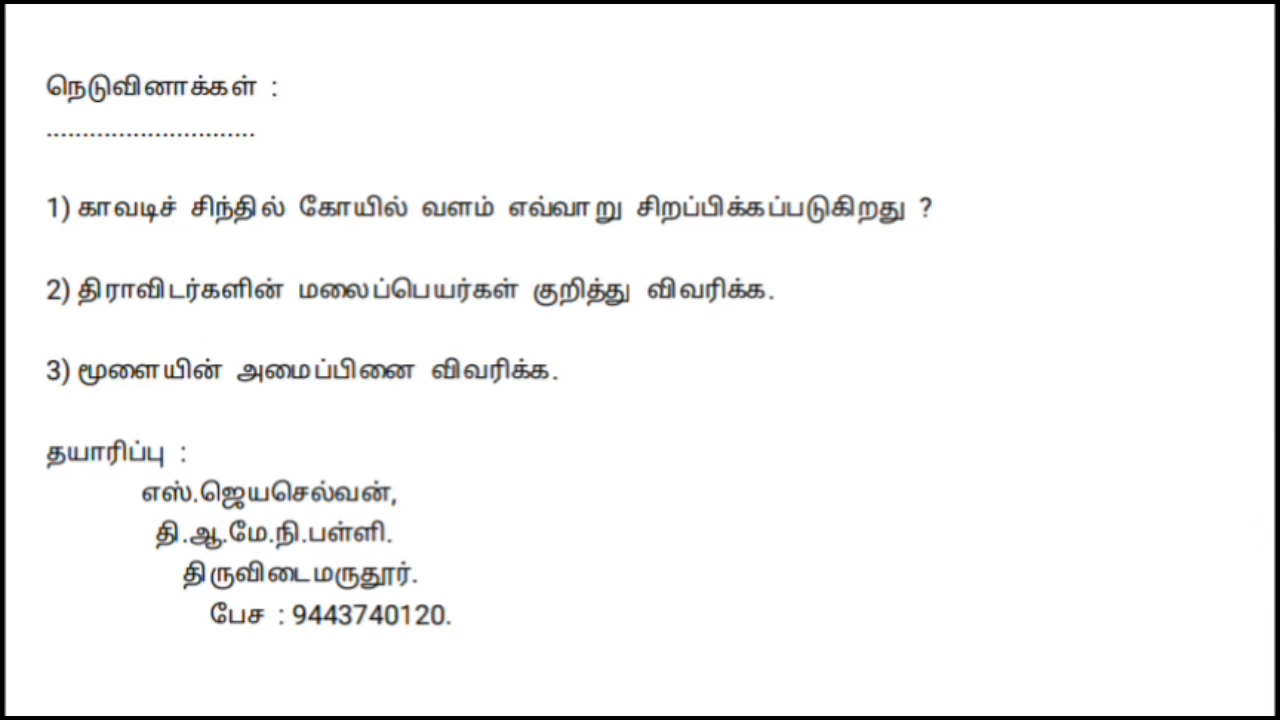 நெடுவினாக்கள் :
............................
1) காவடிச் சிந்தில் கோயில் வளம் எவ்வாறு சிறப்பிக்கப்படுகிறது ?
2) திராவிடர்களின் மலைப்பெயர்கள் குறித்து விவரிக்க.
3) மூளையின் அமைப்பினை விவரிக்க.
தயாரிப்பு :
எஸ்.ஜெயசெல்வன்,
தி.ஆ.மே.நி.பள்ளி.
திருவிடைமருதூர்.
பேச : 9443740120.